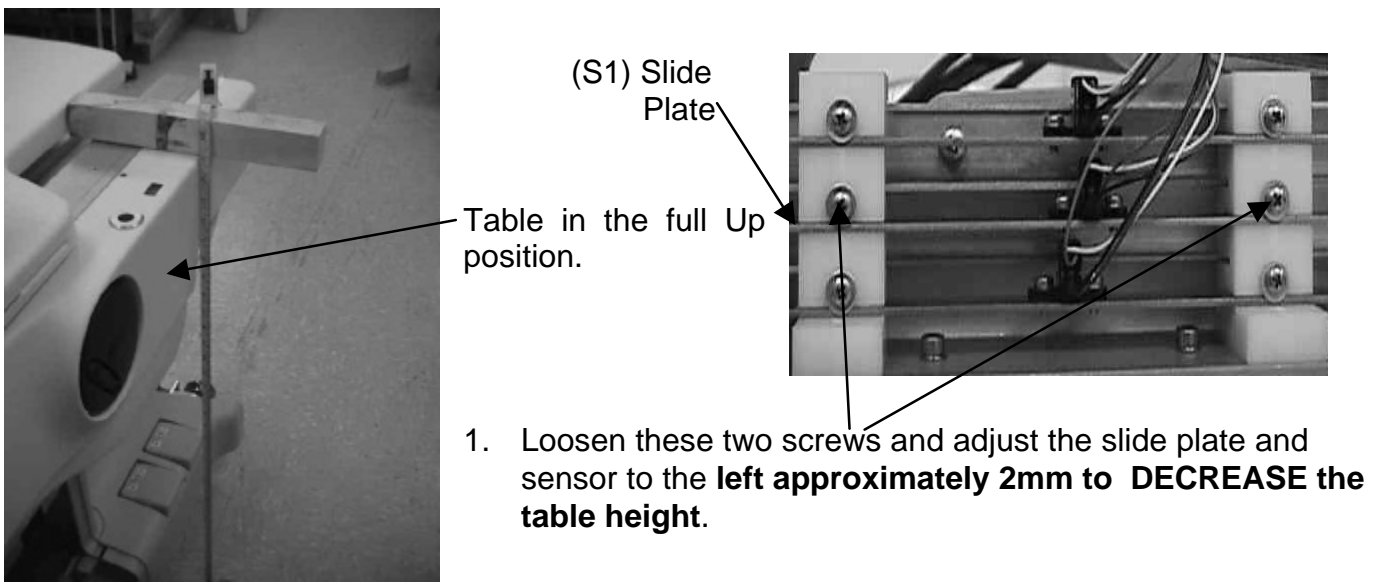 (S1) Slide
Plate
Table in the full Up
position.
1. Loosen these two screws and adjust the slide plate and
sensor to the left approximately 2mm to DECREASE the
table height.